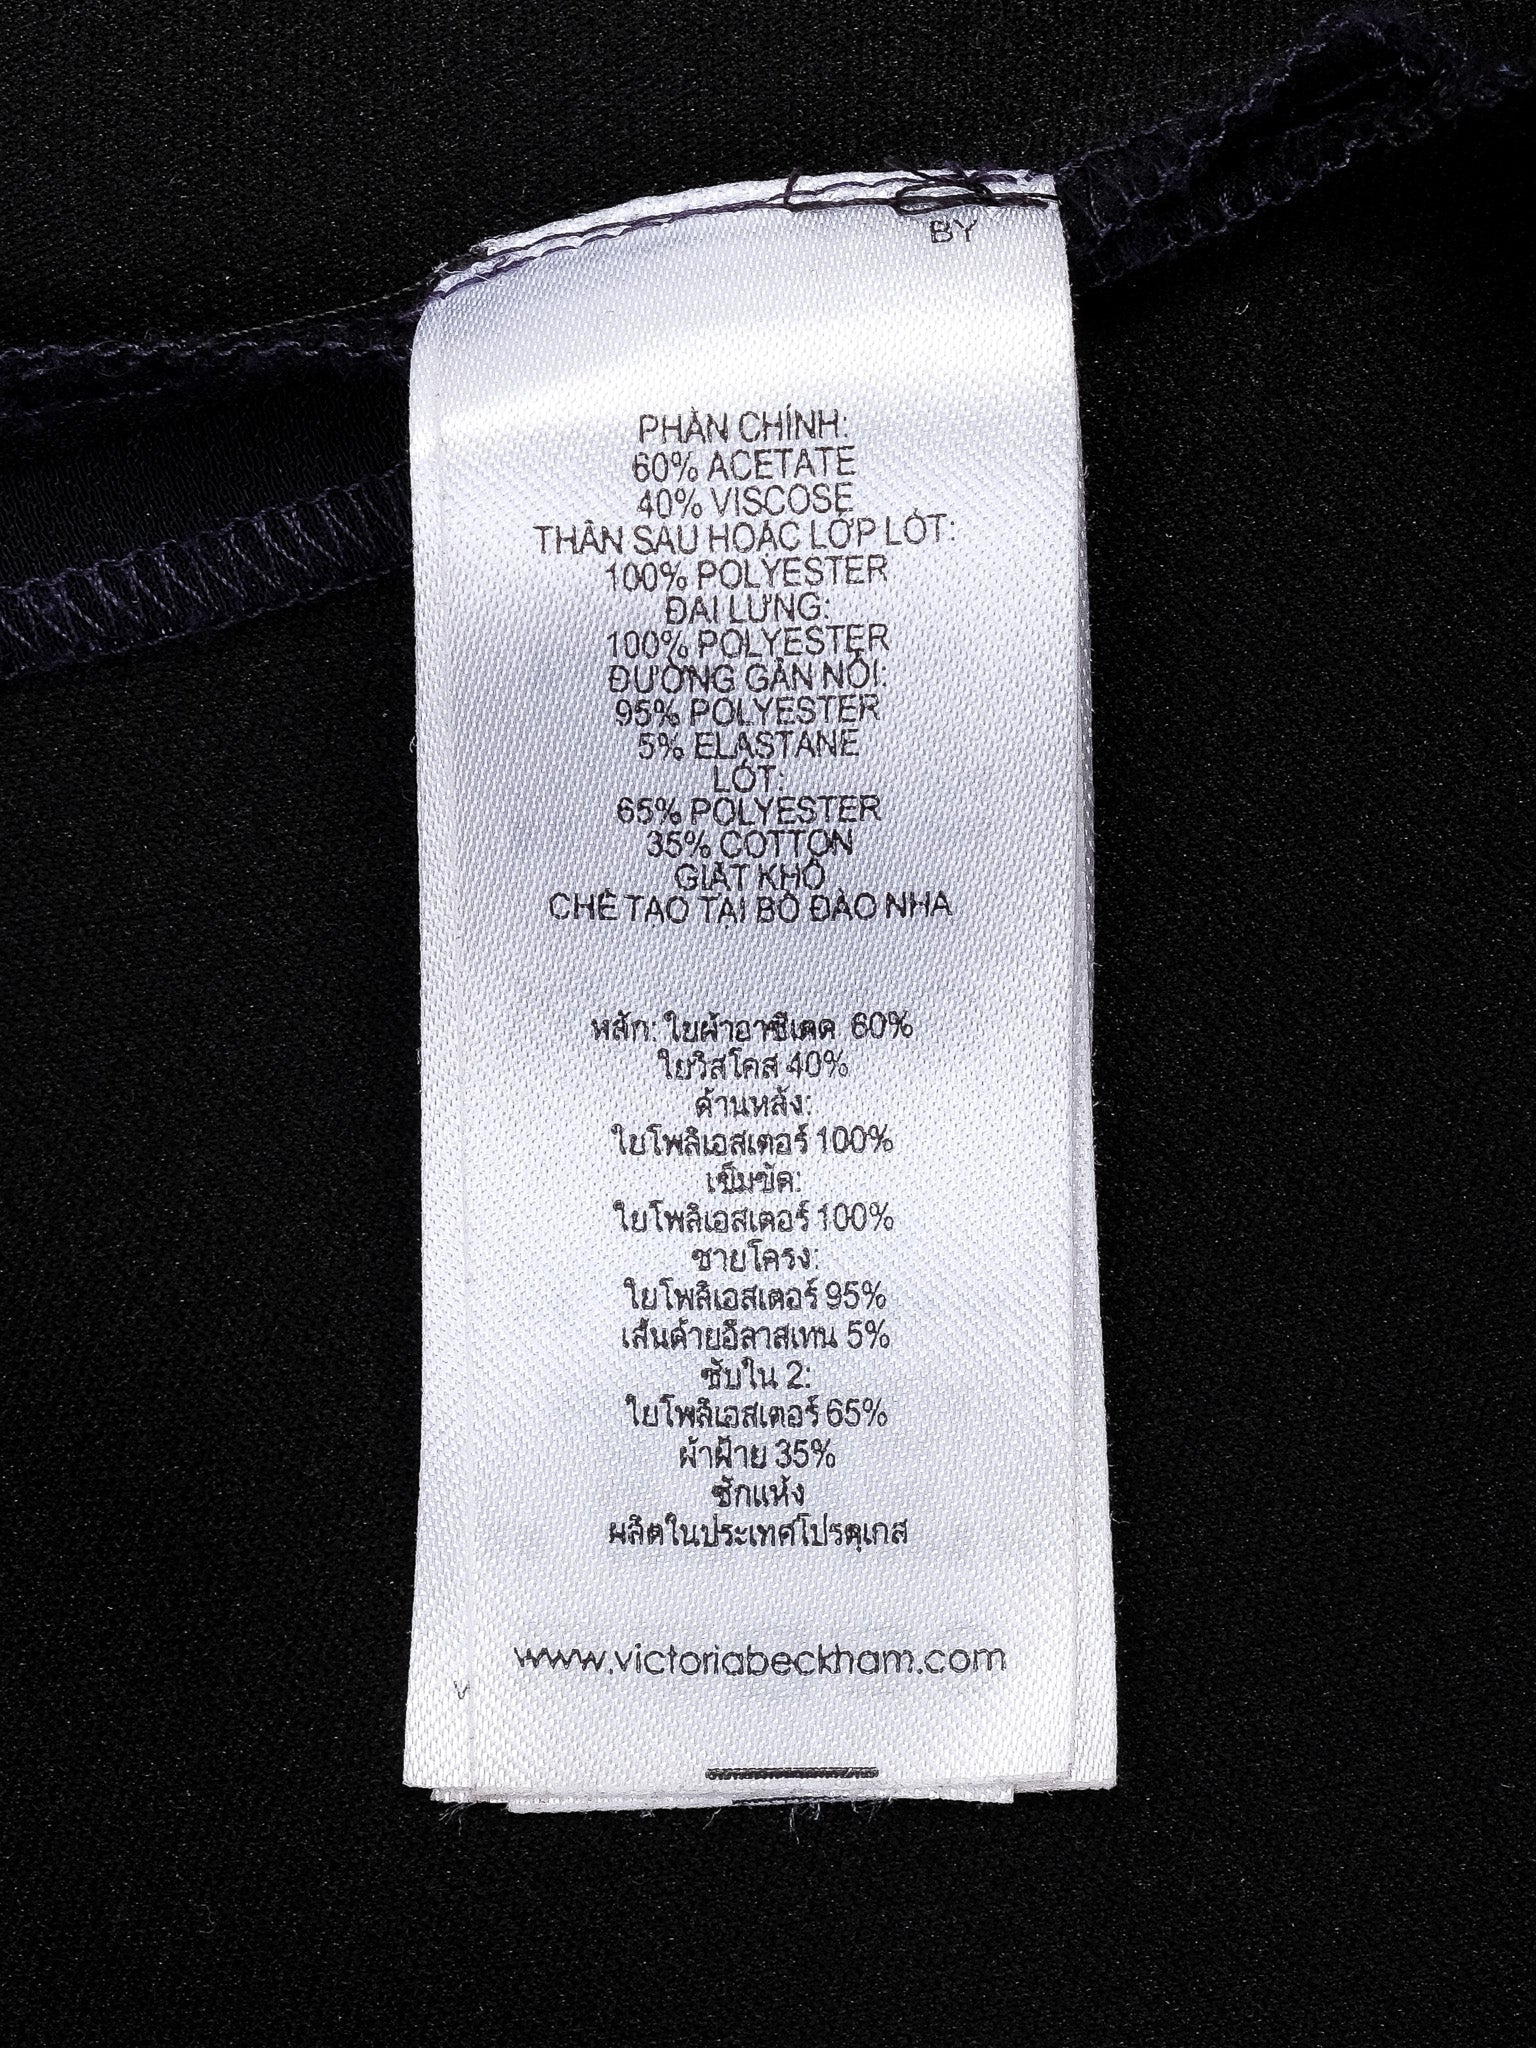 BY
PHẦN CHÍNH:
60% ACETATE
40% VISCOSE
THÂN SAU HOẶC LỚP LÓT:
100% POLYESTER
ĐAI LƯNG:
100% POLYESTER
ĐƯỜNG GÂN NỔI:
95% POLYESTER
5% ELASTANE
LÓT:
65% POLYESTER
35% COTTON
GIẶT KHÔ
CHẾ TẠO TẠI BỒ ĐÀO NHA
หลัก: ใยผ้าอาซีเตด 60%
ใยวิสโคส 40%
ด้านหลัง:
ใยโพลิเอสเตอร์ 100%
เข็มขัด:
ใยโพลิเอสเตอร์ 100%
ชายโครง:
ใยโพลิเอสเตอร์ 95%
เส้นด้ายอีลาสเทน 5%
ซับใน 2:
ใยโพลิเอสเตอร์ 65%
ผ้าฝ้าย 35%
ซักแห้ง
ผลิตในประเทศโปรตุเกส
www.victoriabeckham.com